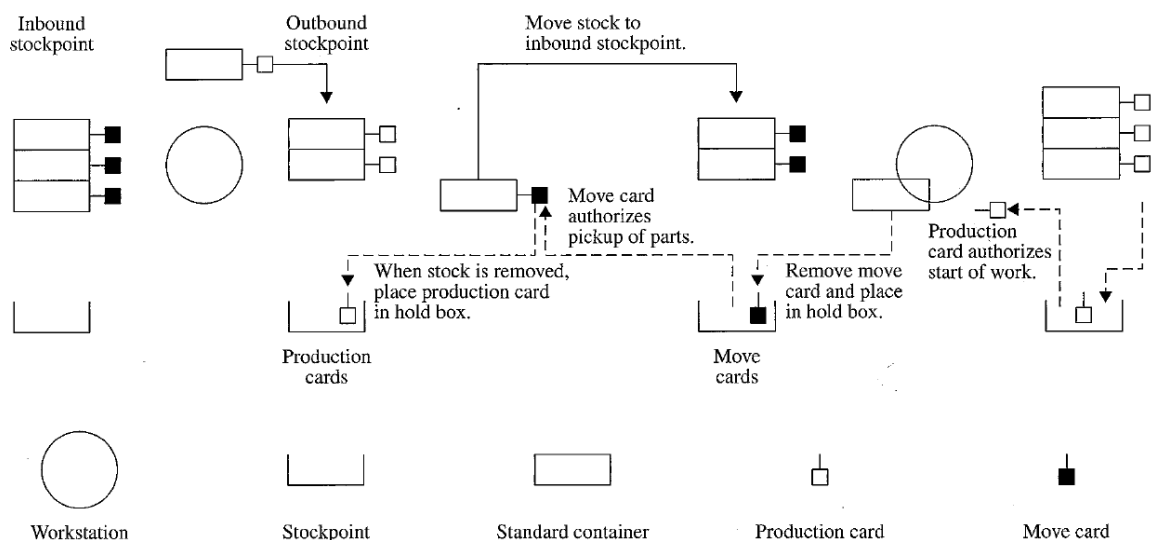 Inbound
stockpoint
Outbound
stockpoint
Move stock to
inbound stockpoint.
Move card
authorizes
pickup of parts.
Production
card authorizes
start of work.
When stock is removed,
place production card
in hold box.
Remove move
card and place
in hold box.
Production
cards
Move
cards
Workstation
Stockpoint
Standard container
Production card
Move card